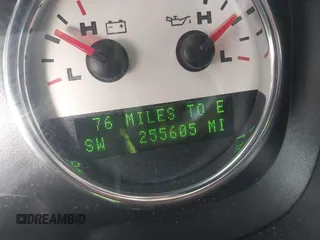 H H
L L
76 MILES TO E
SW 255605 MI
DREAMBID